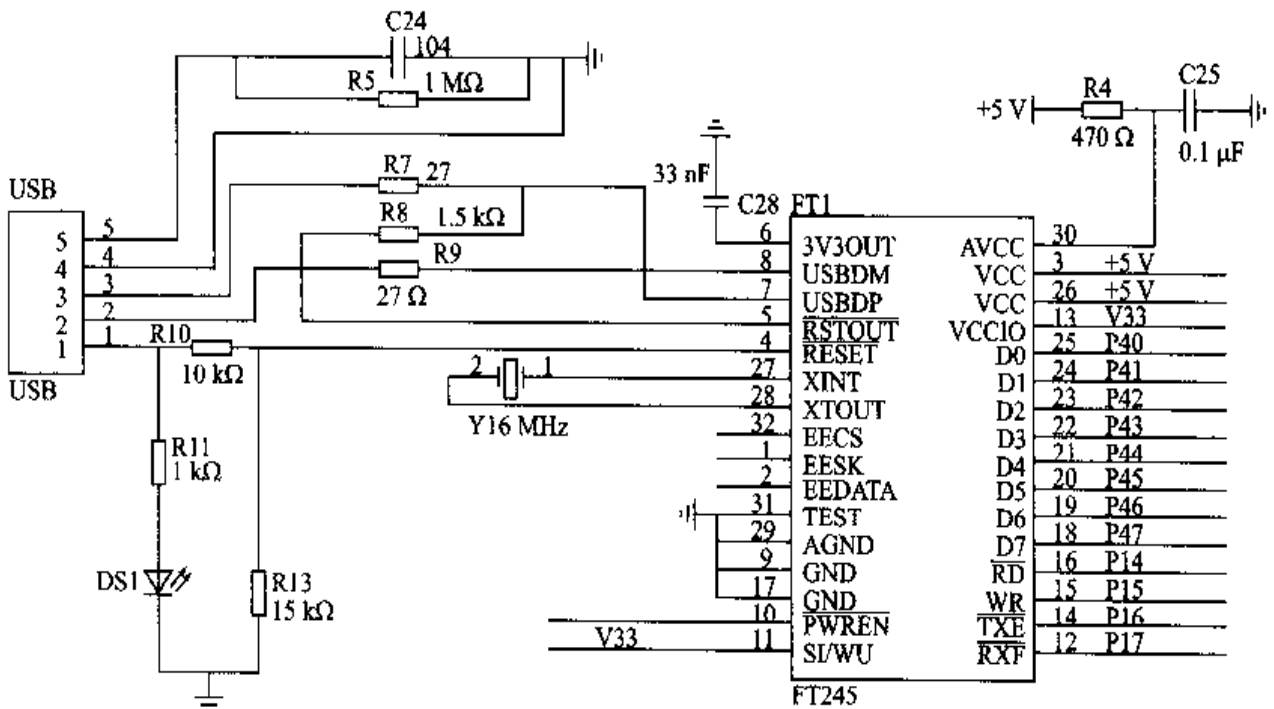 C24
104
R5
1 MΩ
R4
C25
+5 V
470 Ω
0.1 μF
USB
R7
27
33 nF
C28
FT1
5
5
R8
1.5 kΩ
6
3V3OUT
AVCC
30
4
4
R9
8
USBDM
VCC
3
+5 V
3
3
27 Ω
7
USBDP
VCC
26
+5 V
2
2
5
RSTOUT
VCCIO
13
V33
1
1
R10
4
RESET
D0
25
P40
USB
10 kΩ
2
1
27
XINT
D1
24
P41
28
XTOUT
D2
23
P42
Y16 MHz
32
EECS
D3
22
P43
R11
1 kΩ
1
EESK
D4
21
P44
2
EEDATA
D5
20
P45
31
TEST
D6
19
P46
29
AGND
D7
18
P47
DS1
R13
15 kΩ
9
GND
RD
16
P14
17
GND
WR
15
P15
10
PWREN
TXE
14
P16
V33
11
SI/WU
RXF
12
P17
FT245